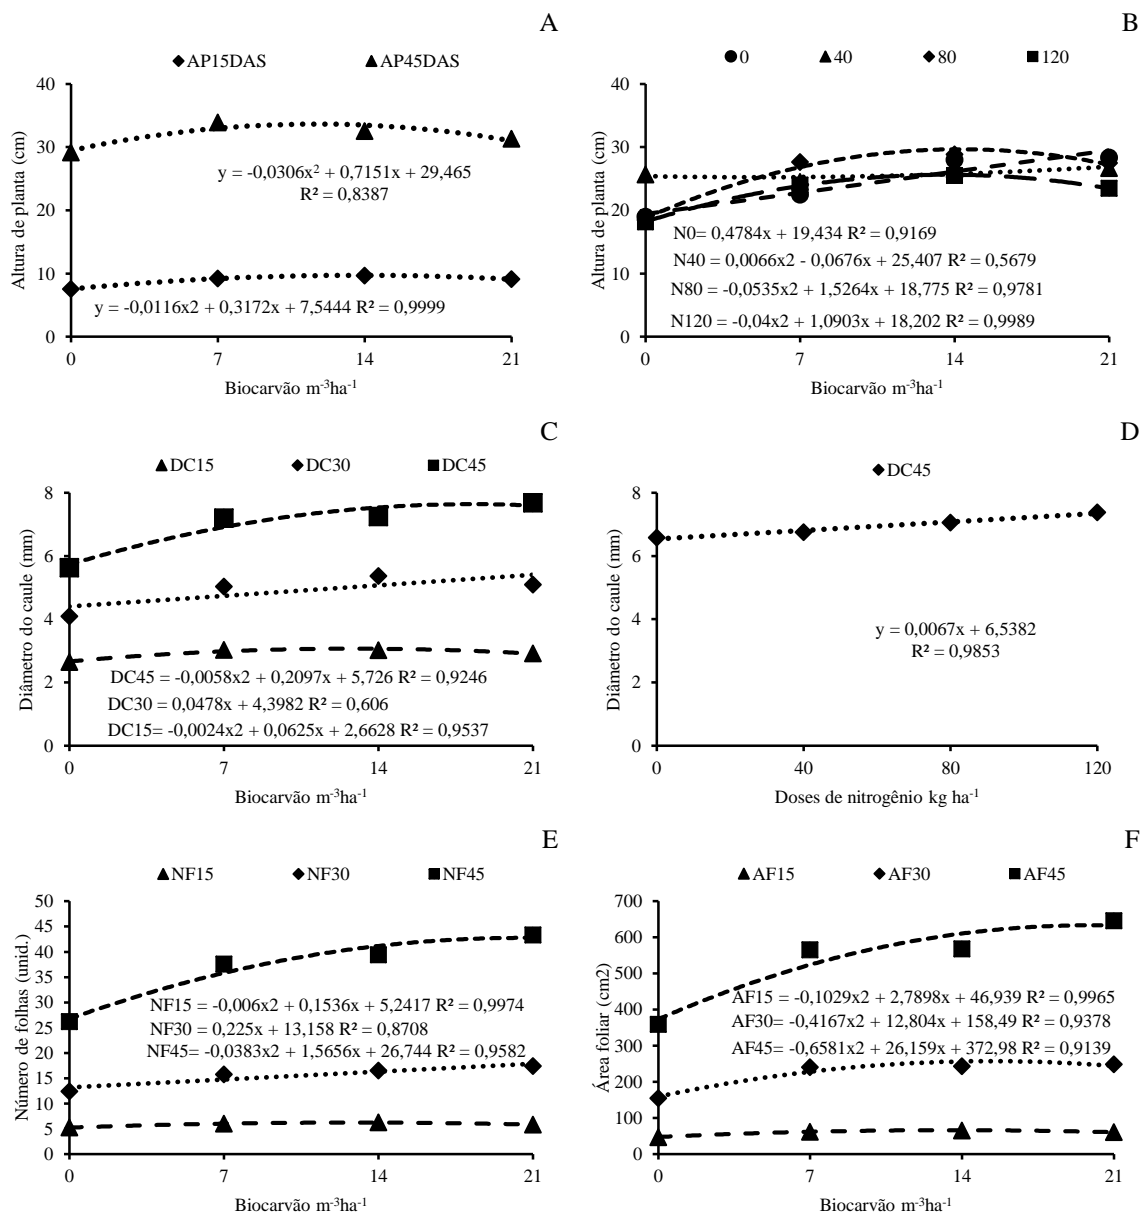 A
AP15DAS AP45DAS
Altura de planta (cm)
40
30
20
10
0
y = -0,0306x² + 0,7151x + 29,465
R² = 0,8387
y = -0,0116x2 + 0,3172x + 7,5444 R² = 0,9999
0 7 14 21
Biocarvão m⁻³ha⁻¹
B
0 40 80 120
Altura de planta (cm)
40
30
20
10
0
N0= 0,4784x + 19,434 R² = 0,9169
N40 = 0,0066x2 - 0,0676x + 25,407 R² = 0,5679
N80 = -0,0535x2 + 1,5264x + 18,775 R² = 0,9781
N120 = -0,04x2 + 1,0903x + 18,202 R² = 0,9989
0 7 14 21
Biocarvão m⁻³ha⁻¹
C
DC15 DC30 DC45
Diâmetro do caule (mm)
8
6
4
2
0
DC45 = -0,0058x2 + 0,2097x + 5,726 R² = 0,9246
DC30 = 0,0478x + 4,3982 R² = 0,606
DC15= -0,0024x2 + 0,0625x + 2,6628 R² = 0,9537
0 7 14 21
Biocarvão m⁻³ha⁻¹
D
DC45
Diâmetro do caule (mm)
8
6
4
2
0
y = 0,0067x + 6,5382
R² = 0,9853
0 40 80 120
Doses de nitrogênio kg ha⁻¹
E
NF15 NF30 NF45
Número de folhas (unid.)
50
45
40
35
30
25
20
15
10
5
0
NF15 = -0,006x2 + 0,1536x + 5,2417 R² = 0,9974
NF30 = 0,225x + 13,158 R² = 0,8708
NF45= -0,0383x2 + 1,5656x + 26,744 R² = 0,9582
0 7 14 21
Biocarvão m⁻³ha⁻¹
F
AF15 AF30 AF45
Área foliar (cm2)
700
600
500
400
300
200
100
0
AF15 = -0,1029x2 + 2,7898x + 46,939 R² = 0,9965
AF30= -0,4167x2 + 12,804x + 158,49 R² = 0,9378
AF45= -0,6581x2 + 26,159x + 372,98 R² = 0,9139
0 7 14 21
Biocarvão m⁻³ha⁻¹